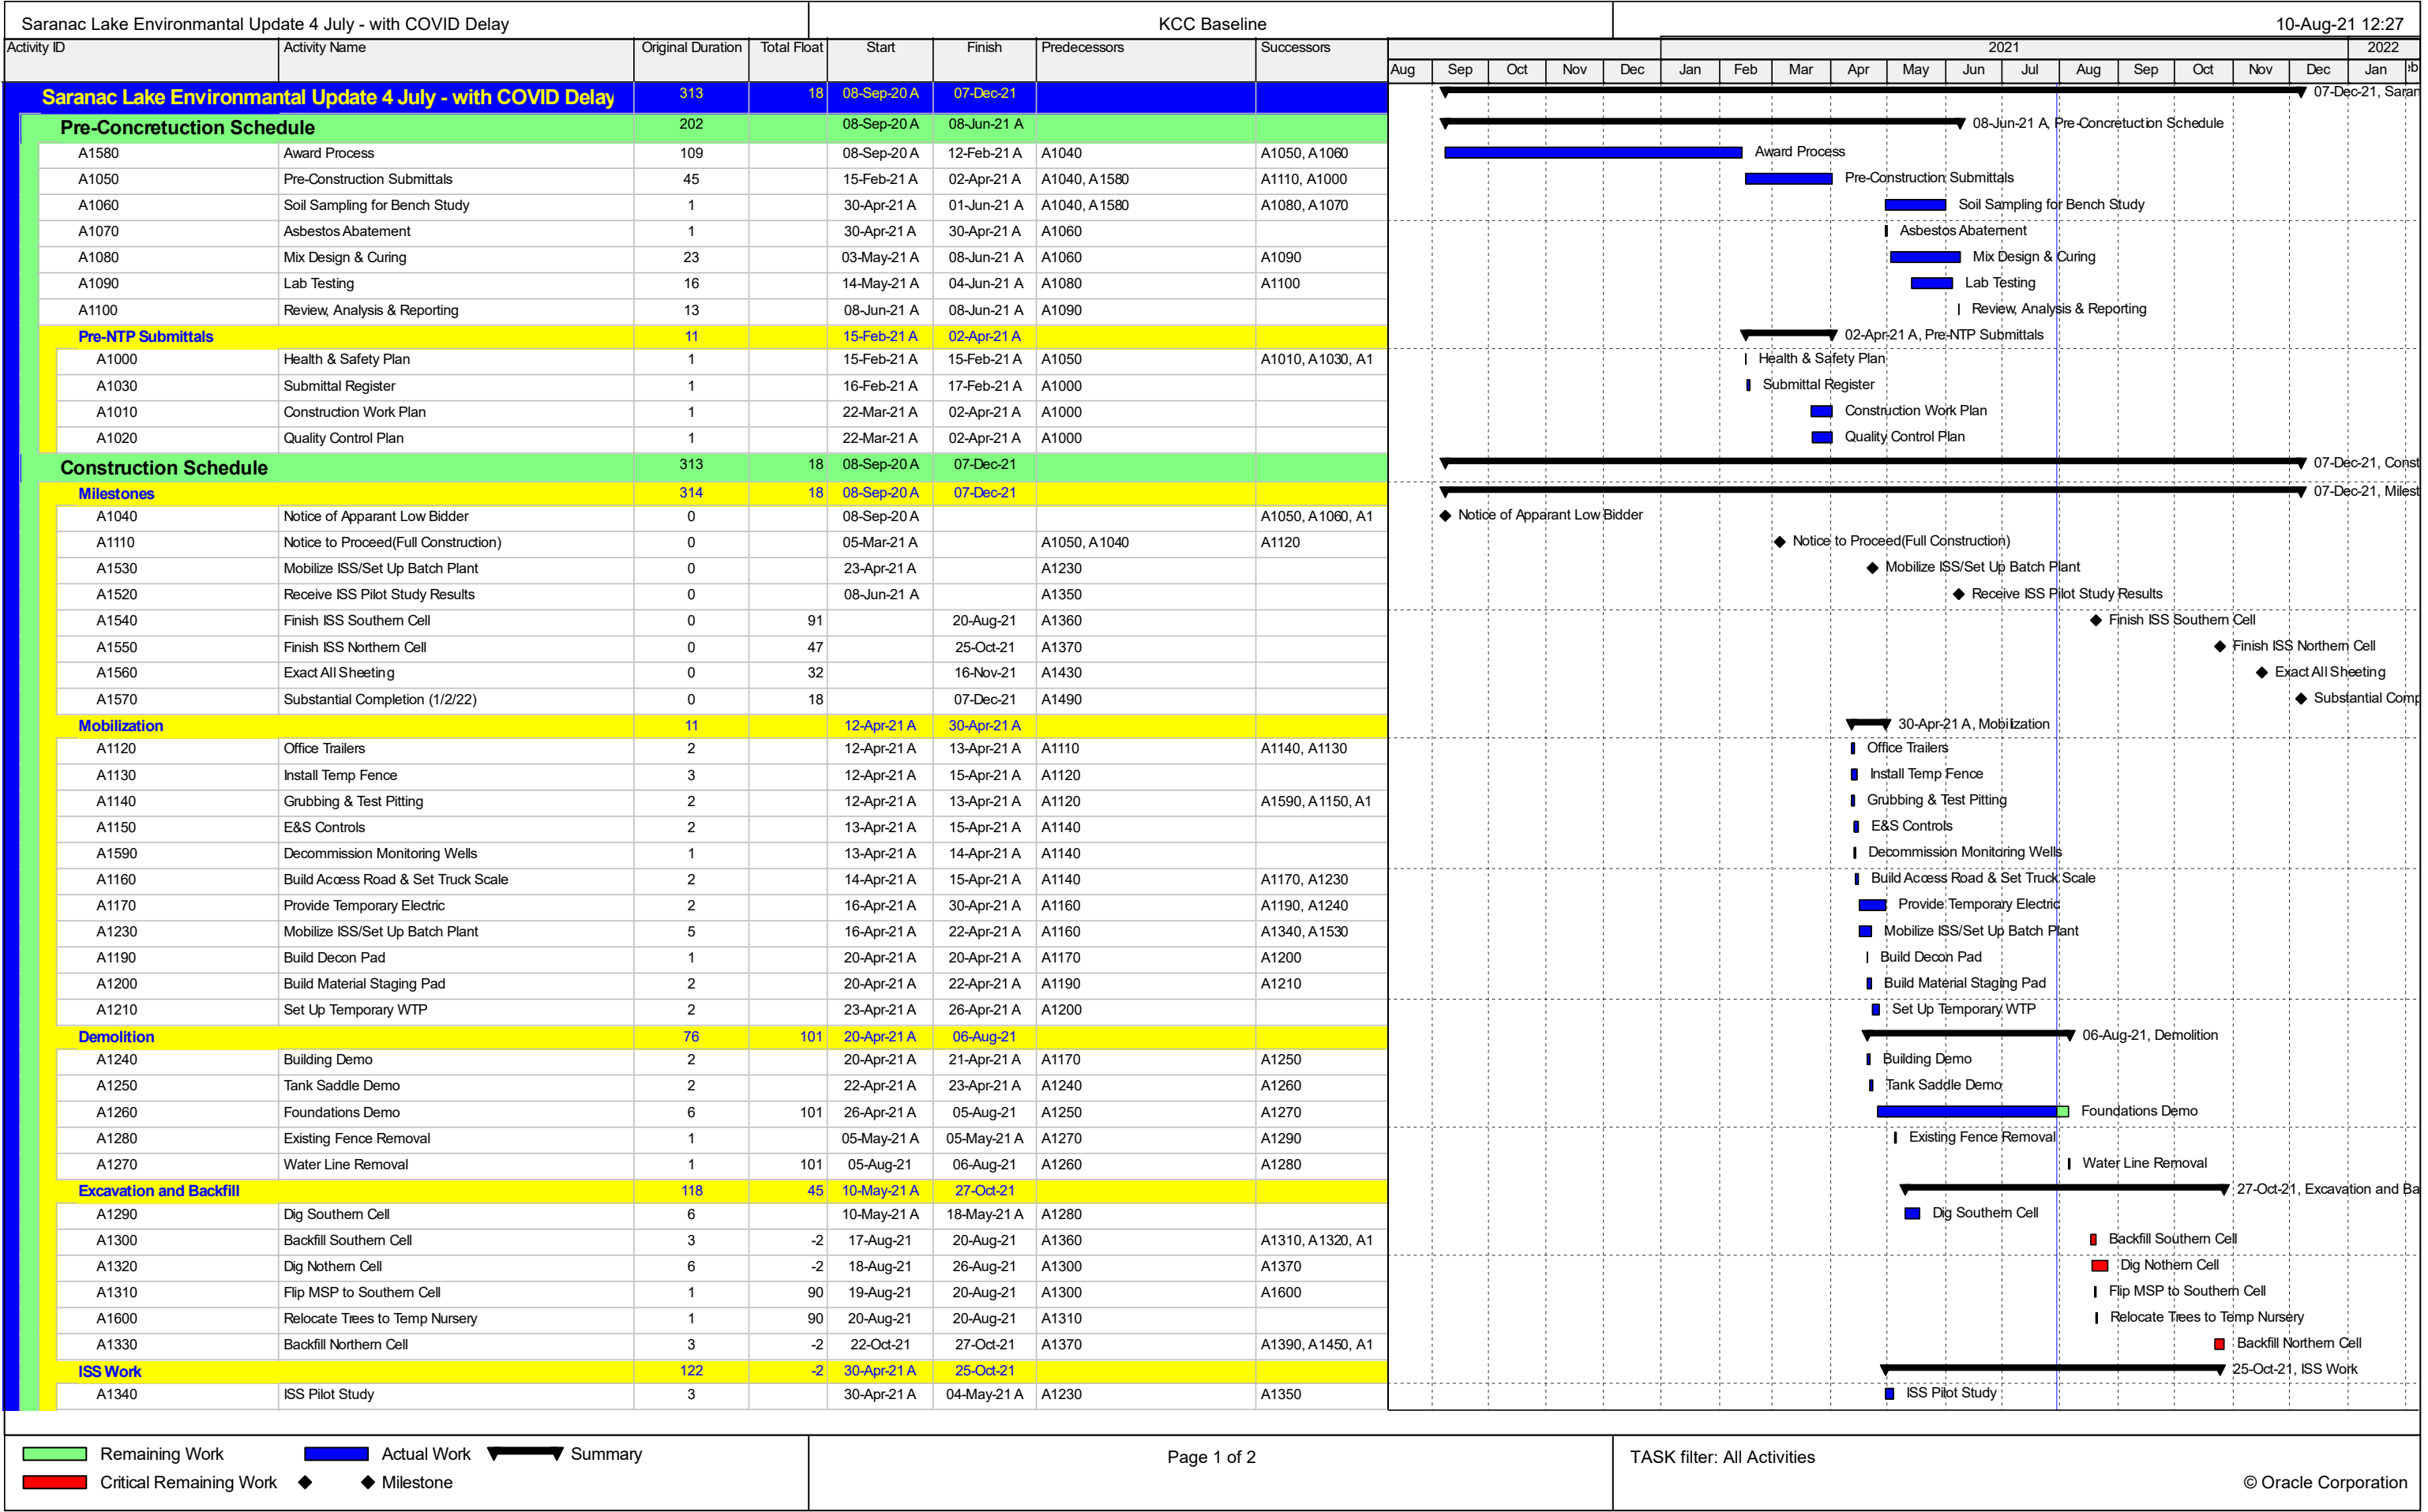 Saranac Lake Environmantal Update 4 July - with COVID Delay KCC Baseline 10-Aug-21 12:27
Activity ID Activity Name Original Duration Total Float Start Finish Predecessors Successors 2021 2022
Aug Sep Oct Nov Dec Jan Feb Mar Apr May Jun Jul Aug Sep Oct Nov Dec Jan eb
Saranac Lake Environmantal Update 4 July - with COVID Delay 313 18 08-Sep-20 A 07-Dec-21 07-Dec-21, Saran
Pre-Concretuction Schedule 202 08-Sep-20 A 08-Jun-21 A 08-Jun-21 A, Pre-Concretuction Schedule
A1580 Award Process 109 08-Sep-20 A 12-Feb-21 A A1040 A1050, A1060 Award Process
A1050 Pre-Construction Submittals 45 15-Feb-21 A 02-Apr-21 A A1040, A1580 A1110, A1000 Pre-Construction Submittals
A1060 Soil Sampling for Bench Study 1 30-Apr-21 A 01-Jun-21 A A1040, A1580 A1080, A1070 Soil Sampling for Bench Study
A1070 Asbestos Abatement 1 30-Apr-21 A 30-Apr-21 A A1060 Asbestos Abatement
A1080 Mix Design & Curing 23 03-May-21 A 08-Jun-21 A A1060 A1090 Mix Design & Curing
A1090 Lab Testing 16 14-May-21 A 04-Jun-21 A A1080 A1100 Lab Testing
A1100 Review, Analysis & Reporting 13 08-Jun-21 A 08-Jun-21 A A1090 Review, Analysis & Reporting
Pre-NTP Submittals 11 15-Feb-21 A 02-Apr-21 A 02-Apr-21 A, Pre-NTP Submittals
A1000 Health & Safety Plan 1 15-Feb-21 A 15-Feb-21 A A1050 A1010, A1030, A1 Health & Safety Plan
A1030 Submittal Register 1 16-Feb-21 A 17-Feb-21 A A1000 Submittal Register
A1010 Construction Work Plan 1 22-Mar-21 A 02-Apr-21 A A1000 Construction Work Plan
A1020 Quality Control Plan 1 22-Mar-21 A 02-Apr-21 A A1000 Quality Control Plan
Construction Schedule 313 18 08-Sep-20 A 07-Dec-21 07-Dec-21, Const
Milestones 314 18 08-Sep-20 A 07-Dec-21 07-Dec-21, Milest
A1040 Notice of Apparant Low Bidder 0 08-Sep-20 A A1050, A1060, A1 Notice of Apparant Low Bidder
A1110 Notice to Proceed(Full Construction) 0 05-Mar-21 A A1050, A1040 A1120 Notice to Proceed(Full Construction)
A1530 Mobilize ISS/Set Up Batch Plant 0 23-Apr-21 A A1230 Mobilize ISS/Set Up Batch Plant
A1520 Receive ISS Pilot Study Results 0 08-Jun-21 A A1350 Receive ISS Pilot Study Results
A1540 Finish ISS Southern Cell 0 91 20-Aug-21 A1360 Finish ISS Southern Cell
A1550 Finish ISS Northern Cell 0 47 25-Oct-21 A1370 Finish ISS Northern Cell
A1560 Exact All Sheeting 0 32 16-Nov-21 A1430 Exact All Sheeting
A1570 Substantial Completion (1/2/22) 0 18 07-Dec-21 A1490 Substantial Comp
Mobilization 11 12-Apr-21 A 30-Apr-21 A 30-Apr-21 A, Mobilization
A1120 Office Trailers 2 12-Apr-21 A 13-Apr-21 A A1110 A1140, A1130 Office Trailers
A1130 Install Temp Fence 3 12-Apr-21 A 15-Apr-21 A A1120 Install Temp Fence
A1140 Grubbing & Test Pitting 2 12-Apr-21 A 13-Apr-21 A A1120 A1590, A1150, A1 Grubbing & Test Pitting
A1150 E&S Controls 2 13-Apr-21 A 15-Apr-21 A A1140 E&S Controls
A1590 Decommission Monitoring Wells 1 13-Apr-21 A 14-Apr-21 A A1140 Decommission Monitoring Wells
A1160 Build Access Road & Set Truck Scale 2 14-Apr-21 A 15-Apr-21 A A1140 A1170, A1230 Build Access Road & Set Truck Scale
A1170 Provide Temporary Electric 2 16-Apr-21 A 30-Apr-21 A A1160 A1190, A1240 Provide Temporary Electric
A1230 Mobilize ISS/Set Up Batch Plant 5 16-Apr-21 A 22-Apr-21 A A1160 A1340, A1530 Mobilize ISS/Set Up Batch Plant
A1190 Build Decon Pad 1 20-Apr-21 A 20-Apr-21 A A1170 A1200 Build Decon Pad
A1200 Build Material Staging Pad 2 20-Apr-21 A 22-Apr-21 A A1190 A1210 Build Material Staging Pad
A1210 Set Up Temporary WTP 2 23-Apr-21 A 26-Apr-21 A A1200 Set Up Temporary WTP
Demolition 76 101 20-Apr-21 A 06-Aug-21 06-Aug-21, Demolition
A1240 Building Demo 2 20-Apr-21 A 21-Apr-21 A A1170 A1250 Building Demo
A1250 Tank Saddle Demo 2 22-Apr-21 A 23-Apr-21 A A1240 A1260 Tank Saddle Demo
A1260 Foundations Demo 6 101 26-Apr-21 A 05-Aug-21 A1250 A1270 Foundations Demo
A1280 Existing Fence Removal 1 05-May-21 A 05-May-21 A A1270 A1290 Existing Fence Removal
A1270 Water Line Removal 1 101 05-Aug-21 06-Aug-21 A1260 A1280 Water Line Removal
Excavation and Backfill 118 45 10-May-21 A 27-Oct-21 27-Oct-21, Excavation and Ba
A1290 Dig Southern Cell 6 10-May-21 A 18-May-21 A A1280 Dig Southern Cell
A1300 Backfill Southern Cell 3 -2 17-Aug-21 20-Aug-21 A1360 A1310, A1320, A1 Backfill Southern Cell
A1320 Dig Nothern Cell 6 -2 18-Aug-21 26-Aug-21 A1300 A1370 Dig Nothern Cell
A1310 Flip MSP to Southern Cell 1 90 19-Aug-21 20-Aug-21 A1300 A1600 Flip MSP to Southern Cell
A1600 Relocate Trees to Temp Nursery 1 90 20-Aug-21 20-Aug-21 A1310 Relocate Trees to Temp Nursery
A1330 Backfill Northern Cell 3 -2 22-Oct-21 27-Oct-21 A1370 A1390, A1450, A1 Backfill Northern Cell
ISS Work 122 -2 30-Apr-21 A 25-Oct-21 25-Oct-21, ISS Work
A1340 ISS Pilot Study 3 30-Apr-21 A 04-May-21 A A1230 A1350 ISS Pilot Study
Remaining Work Actual Work Summary Page 1 of 2 TASK filter: All Activities
Critical Remaining Work Milestone © Oracle Corporation